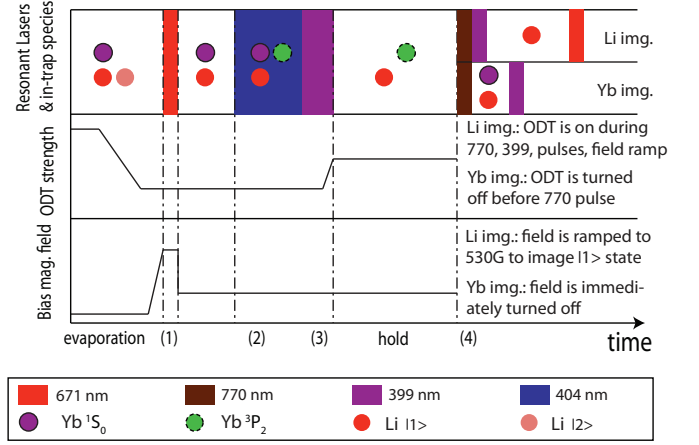 Resonant Lasers
& in-trap species
Li img.
Yb img.
ODT strength
Li img.: ODT is on during
770, 399, pulses, field ramp
Yb img.: ODT is turned
off before 770 pulse
Bias mag. field
Li img.: field is ramped to
530G to image |1> state
Yb img.: field is immedi-
ately turned off
evaporation (1) (2) (3) hold (4) time
671 nm 770 nm 399 nm 404 nm
Yb ¹S₀ Yb ³P₂ Li |1> Li |2>